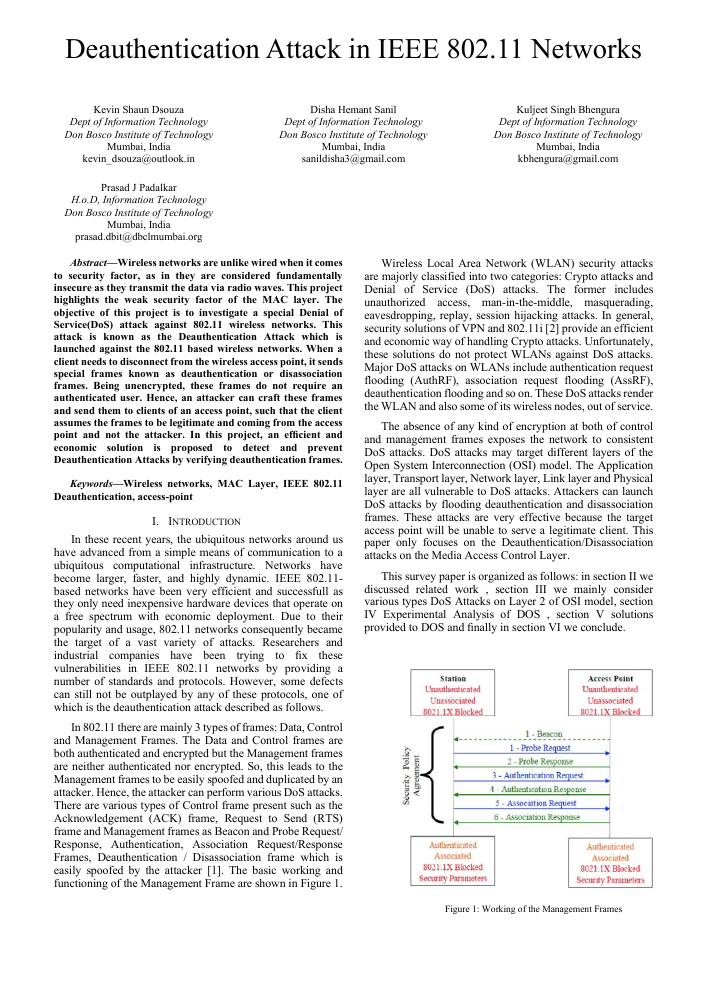 Deauthentication Attack in IEEE 802.11 Networks
Kevin Shaun Dsouza
Dept of Information Technology
Don Bosco Institute of Technology
Mumbai, India
kevin_dsouza@outlook.in
Disha Hemant Sanil
Dept of Information Technology
Don Bosco Institute of Technology
Mumbai, India
sanildisha3@gmail.com
Kuljeet Singh Bhengura
Dept of Information Technology
Don Bosco Institute of Technology
Mumbai, India
kbhengura@gmail.com
Prasad J Padalkar
H.o.D, Information Technology
Don Bosco Institute of Technology
Mumbai, India
prasad.dbit@dbclmumbai.org
Abstract—Wireless networks are unlike wired when it comes
to security factor, as in they are considered fundamentally
insecure as they transmit the data via radio waves. This project
highlights the weak security factor of the MAC layer. The
objective of this project is to investigate a special Denial of
Service(DoS) attack against 802.11 wireless networks. This
attack is known as the Deauthentication Attack which is
launched against the 802.11 based wireless networks. When a
client needs to disconnect from the wireless access point, it sends
special frames known as deauthentication or disassociation
frames. Being unencrypted, these frames do not require an
authenticated user. Hence, an attacker can craft these frames
and send them to clients of an access point, such that the client
assumes the frames to be legitimate and coming from the access
point and not the attacker. In this project, an efficient and
economic solution is proposed to detect and prevent
Deauthentication Attacks by verifying deauthentication frames.
Keywords—Wireless networks, MAC Layer, IEEE 802.11
Deauthentication, access-point
I. INTRODUCTION
In these recent years, the ubiquitous networks around us
have advanced from a simple means of communication to a
ubiquitous computational infrastructure. Networks have
become larger, faster, and highly dynamic. IEEE 802.11-
based networks have been very efficient and successfull as
they only need inexpensive hardware devices that operate on
a free spectrum with economic deployment. Due to their
popularity and usage, 802.11 networks consequently became
the target of a vast variety of attacks. Researchers and
industrial companies have been trying to fix these
vulnerabilities in IEEE 802.11 networks by providing a
number of standards and protocols. However, some defects
can still not be outplayed by any of these protocols, one of
which is the deauthentication attack described as follows.
In 802.11 there are mainly 3 types of frames: Data, Control
and Management Frames. The Data and Control frames are
both authenticated and encrypted but the Management frames
are neither authenticated nor encrypted. So, this leads to the
Management frames to be easily spoofed and duplicated by an
attacker. Hence, the attacker can perform various DoS attacks.
There are various types of Control frame present such as the
Acknowledgement (ACK) frame, Request to Send (RTS)
frame and Management frames as Beacon and Probe Request/
Response, Authentication, Association Request/Response
Frames, Deauthentication / Disassociation frame which is
easily spoofed by the attacker [1]. The basic working and
functioning of the Management Frame are shown in Figure 1.
Wireless Local Area Network (WLAN) security attacks
are majorly classified into two categories: Crypto attacks and
Denial of Service (DoS) attacks. The former includes
unauthorized access, man-in-the-middle, masquerading,
eavesdropping, replay, session hijacking attacks. In general,
security solutions of VPN and 802.11i [2] provide an efficient
and economic way of handling Crypto attacks. Unfortunately,
these solutions do not protect WLANs against DoS attacks.
Major DoS attacks on WLANs include authentication request
flooding (AuthRF), association request flooding (AssRF),
deauthentication flooding and so on. These DoS attacks render
the WLAN and also some of its wireless nodes, out of service.
The absence of any kind of encryption at both of control
and management frames exposes the network to consistent
DoS attacks. DoS attacks may target different layers of the
Open System Interconnection (OSI) model. The Application
layer, Transport layer, Network layer, Link layer and Physical
layer are all vulnerable to DoS attacks. Attackers can launch
DoS attacks by flooding deauthentication and disassociation
frames. These attacks are very effective because the target
access point will be unable to serve a legitimate client. This
paper only focuses on the Deauthentication/Disassociation
attacks on the Media Access Control Layer.
This survey paper is organized as follows: in section II we
discussed related work , section III we mainly consider
various types DoS Attacks on Layer 2 of OSI model, section
IV Experimental Analysis of DOS , section V solutions
provided to DOS and finally in section VI we conclude.
Station
Unauthenticated
Unassociated
8021.1X Blocked
Access Point
Unauthenticated
Unassociated
8021.1X Blocked
Security Policy
Agreement
1 - Beacon
1 - Probe Request
2 - Probe Response
3 - Authentication Request
4 - Authentication Response
5 - Association Request
6 - Association Response
Authenticated
Associated
8021.1X Blocked
Security Parameters
Authenticated
Associated
8021.1X Blocked
Security Parameters
Figure 1: Working of the Management Frames